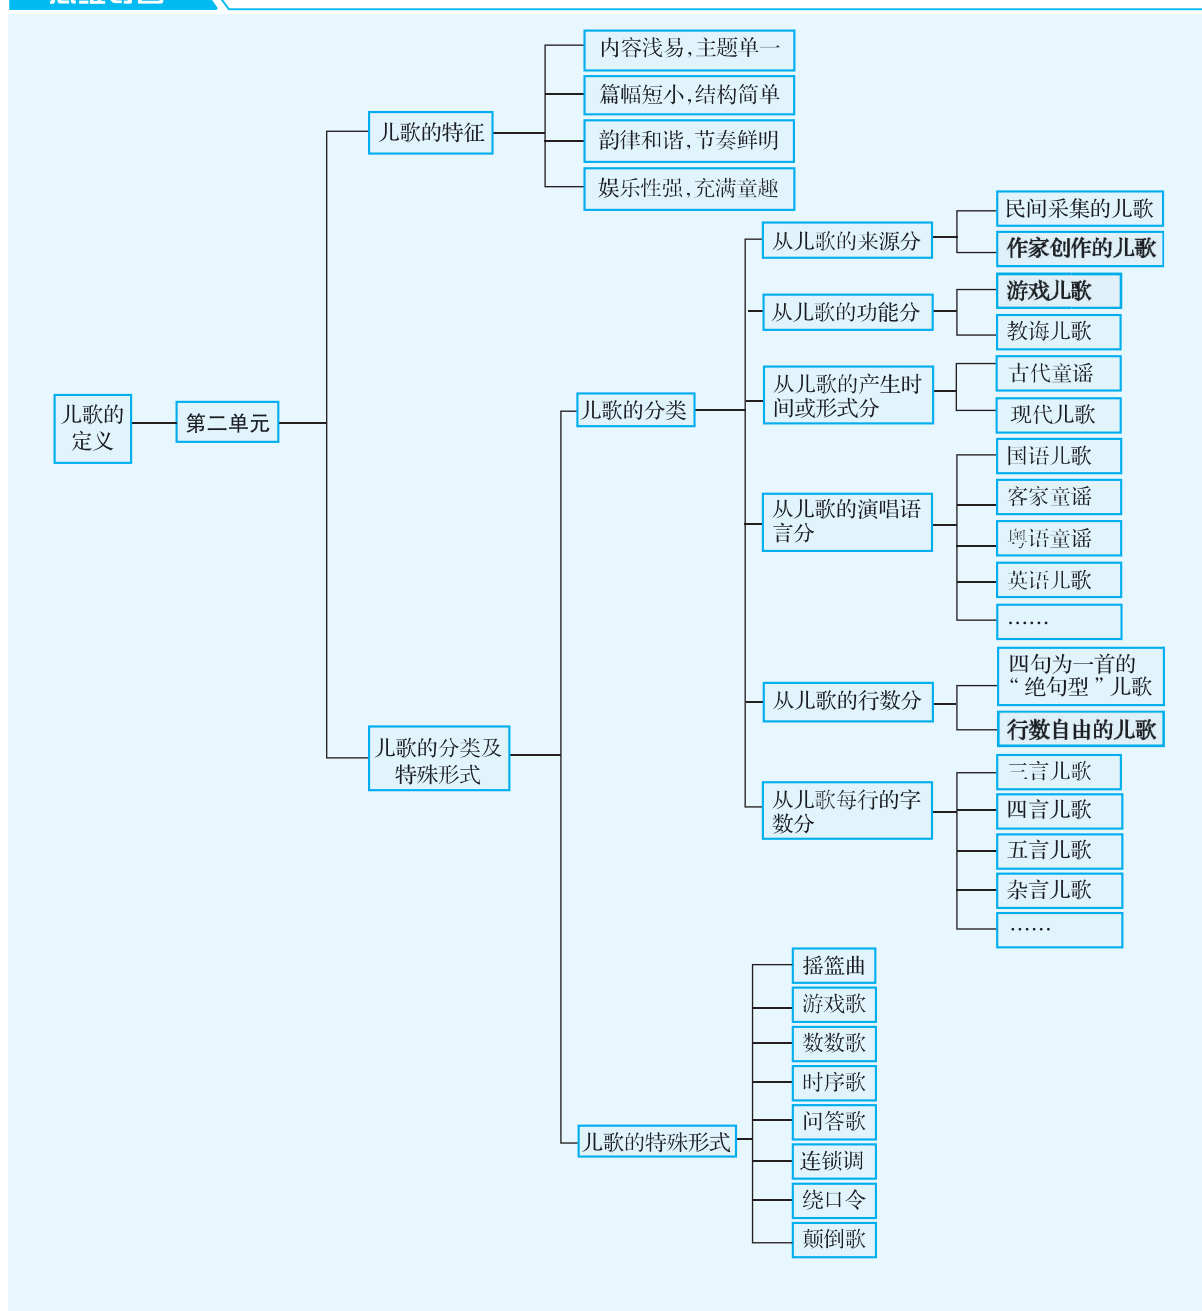 内容浅易,主题单一
篇幅短小,结构简单
儿歌的特征
韵律和谐,节奏鲜明
娱乐性强,充满童趣
民间采集的儿歌
从儿歌的来源分
作家创作的儿歌
游戏儿歌
从儿歌的功能分
教诲儿歌
古代童谣
从儿歌的产生时
间或形式分
现代儿歌
儿歌的分类
儿歌的
定义
第二单元
国语儿歌
客家童谣
从儿歌的演唱语
言分
粤语童谣
英语儿歌
……
四句为一首的
“绝句型”儿歌
从儿歌的行数分
行数自由的儿歌
儿歌的分类及
特殊形式
三言儿歌
从儿歌每行的字
数分
四言儿歌
五言儿歌
杂言儿歌
……
摇篮曲
游戏歌
数数歌
时序歌
问答歌
儿歌的特殊形式
连锁调
绕口令
颠倒歌